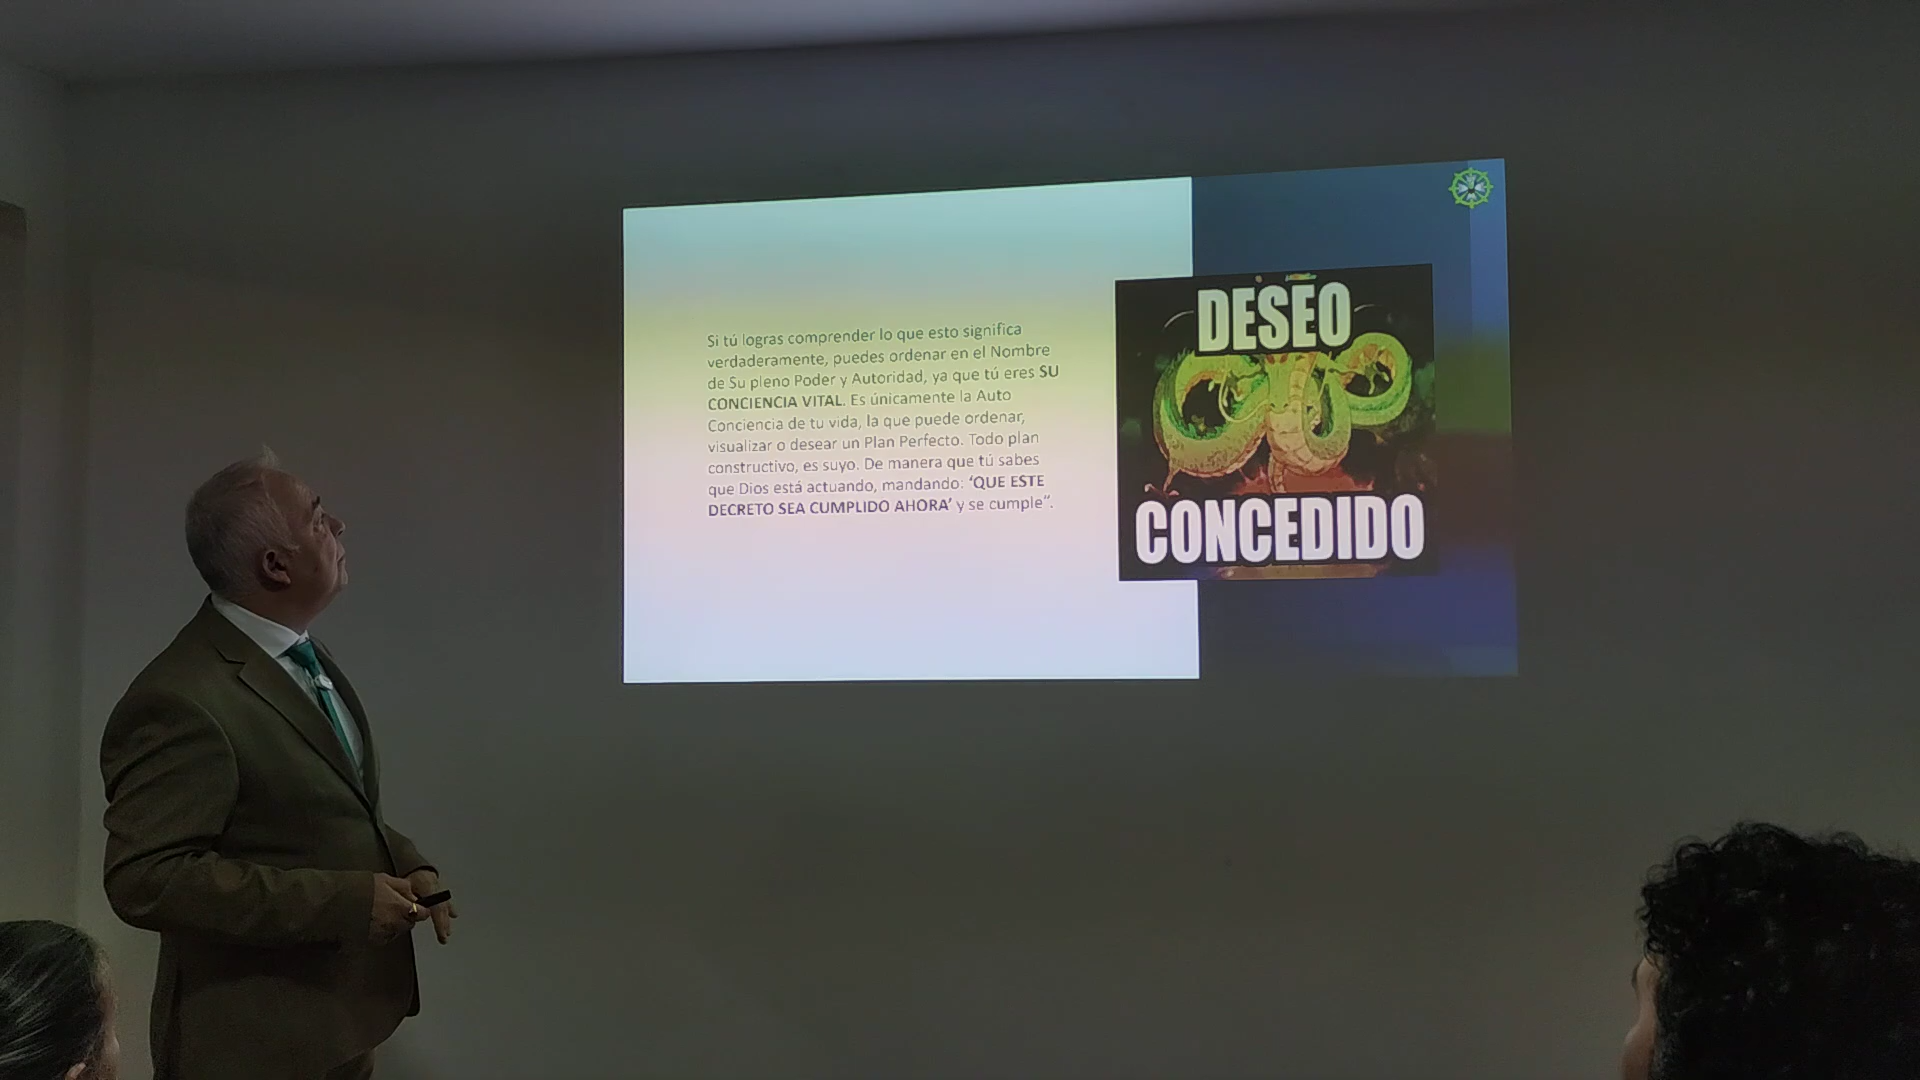 Si tú logras comprender lo que esto significa
verdaderamente, puedes ordenar en el Nombre
de Su pleno Poder y Autoridad, ya que tú eres SU
CONCIENCIA VITAL. Es únicamente la Auto
Conciencia de tu vida, la que puede ordenar,
visualizar o desear un Plan Perfecto. Todo plan
constructivo, es suyo. De manera que tú sabes
que Dios está actuando, mandando: ‘QUE ESTE
DECRETO SEA CUMPLIDO AHORA’ y se cumple”.
DESEO
CONCEDIDO